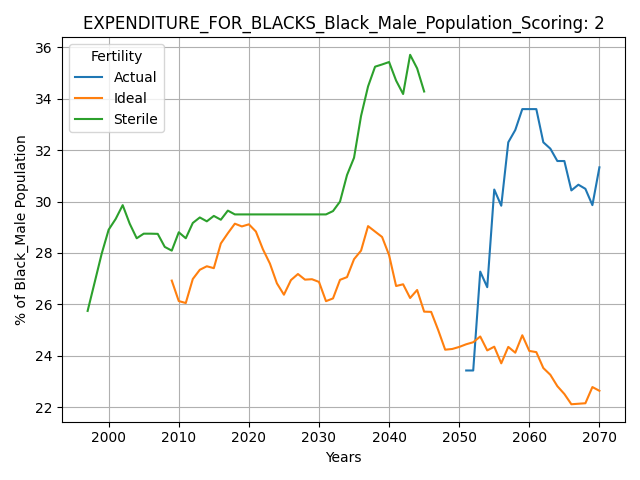 EXPENDITURE_FOR_BLACKS_Black_Male_Population_Scoring: 2
Fertility
Actual
Ideal
Sterile
% of Black_Male Population
36
34
32
30
28
26
24
22
2000 2010 2020 2030 2040 2050 2060 2070
Years